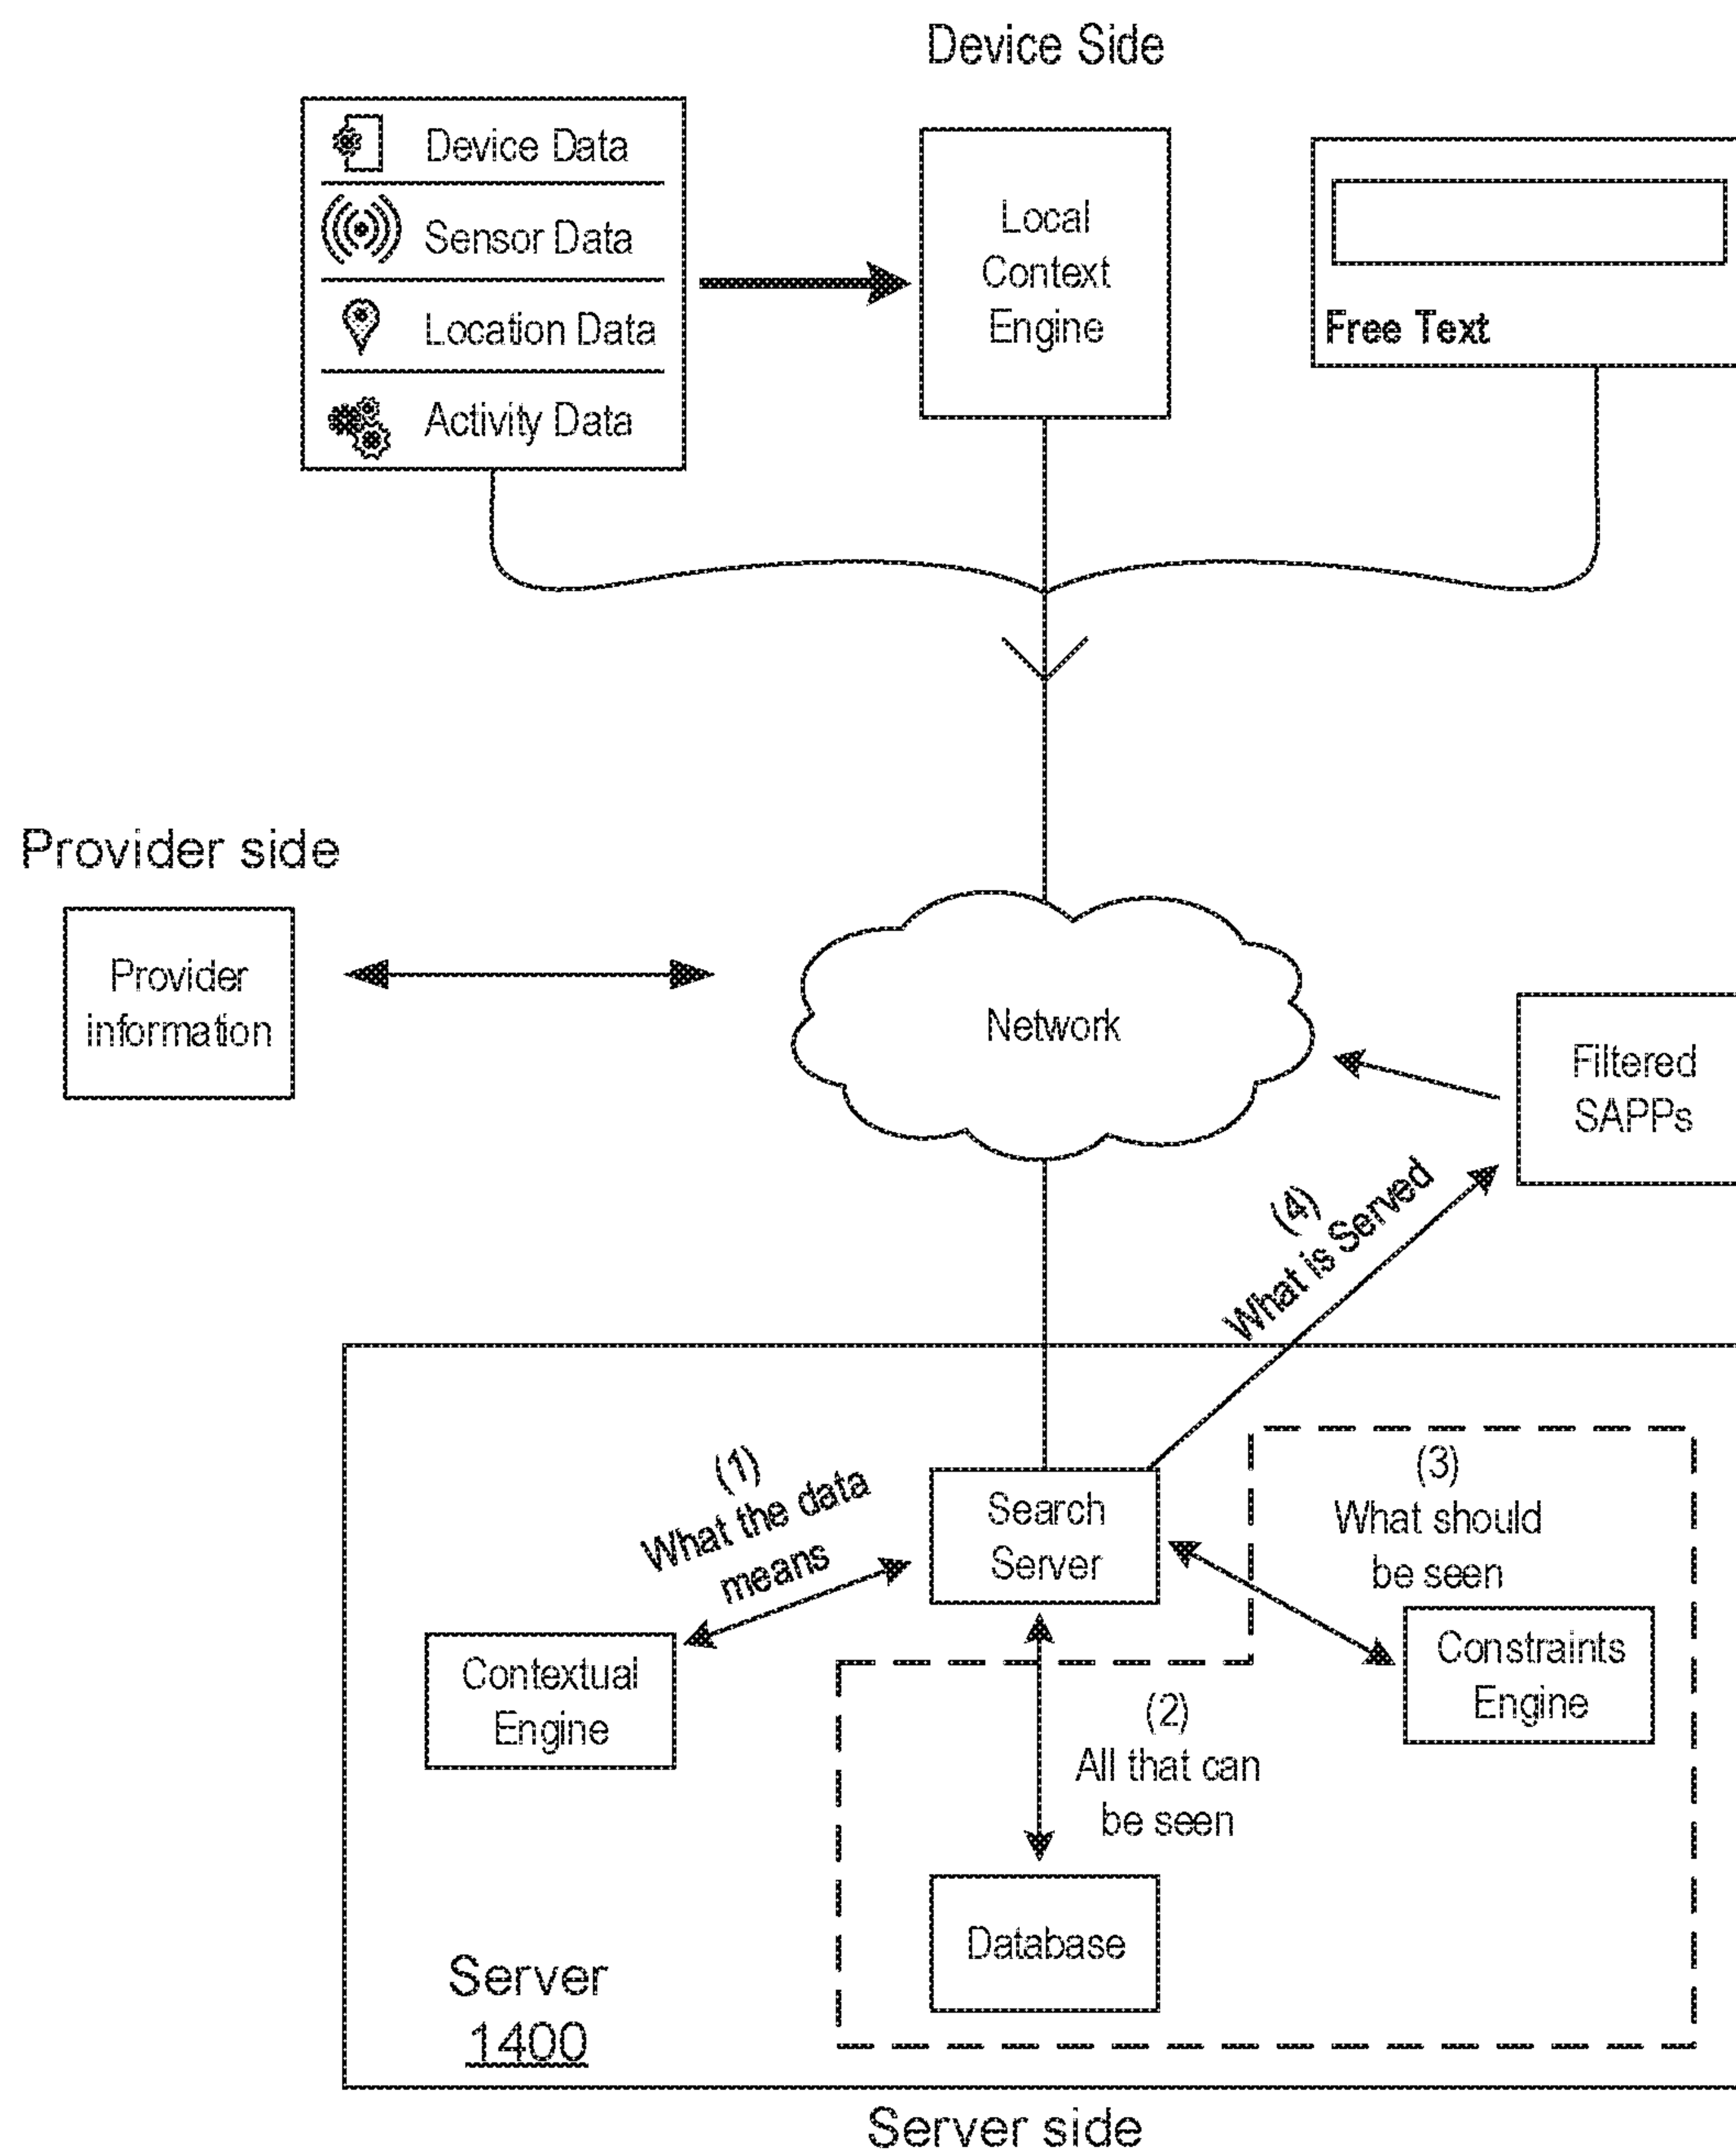 Device Side
Device Data
Sensor Data
Location Data
Activity Data
Local
Context
Engine
Free Text
Provider side
Provider
information
Network
Filtered
SAPPs
(4)
What is Served
(1)
What the data
means
Search
Server
(3)
What should
be seen
Contextual
Engine
Constraints
Engine
(2)
All that can
be seen
Database
Server
1400
Server side